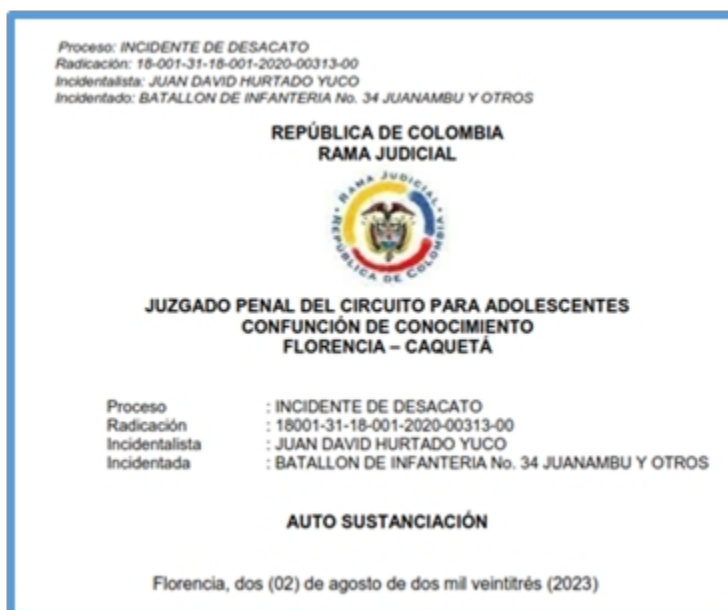 Proceso: INCIDENTE DE DESACATO
Radicación: 18-001-31-18-001-2020-00313-00
Incidentalista: JUAN DAVID HURTADO YUCO
Incidentado: BATALLON DE INFANTERIA No. 34 JUANAMBU Y OTROS
REPÚBLICA DE COLOMBIA
RAMA JUDICIAL
RAMA JUDICIAL
REPÚBLICA DE COLOMBIA
JUZGADO PENAL DEL CIRCUITO PARA ADOLESCENTES
CONFUNCIÓN DE CONOCIMIENTO
FLORENCIA – CAQUETÁ
Proceso : INCIDENTE DE DESACATO
Radicación : 18001-31-18-001-2020-00313-00
Incidentalista : JUAN DAVID HURTADO YUCO
Incidentada : BATALLON DE INFANTERIA No. 34 JUANAMBU Y OTROS
AUTO SUSTANCIACIÓN
Florencia, dos (02) de agosto de dos mil veintitrés (2023)